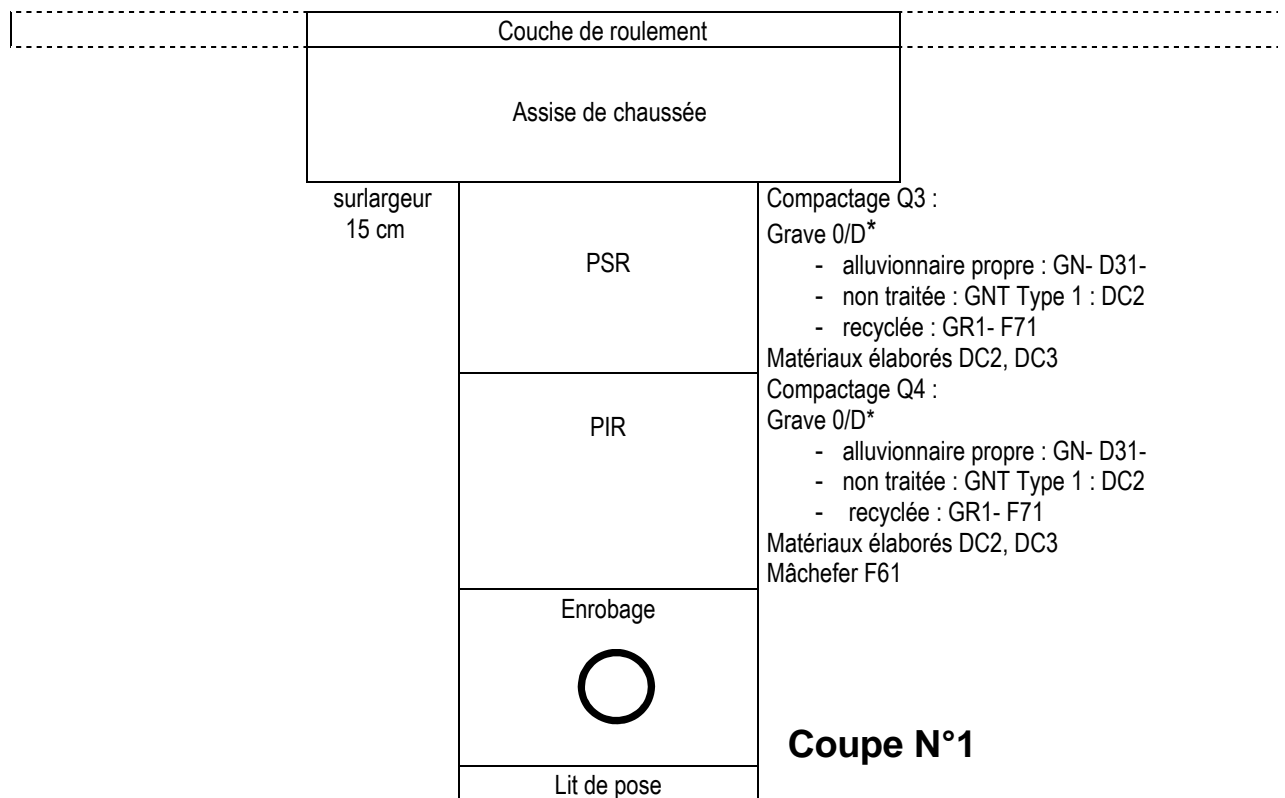 Couche de roulement
Assise de chaussée
surlargeur
15 cm
PSR
Compactage Q3 :
Grave 0/D*
- alluvionnaire propre : GN- D31-
- non traitée : GNT Type 1 : DC2
- recyclée : GR1- F71
Matériaux élaborés DC2, DC3
PIR
Compactage Q4 :
Grave 0/D*
- alluvionnaire propre : GN- D31-
- non traitée : GNT Type 1 : DC2
- recyclée : GR1- F71
Matériaux élaborés DC2, DC3
Mâchefer F61
Enrobage
Coupe N°1
Lit de pose